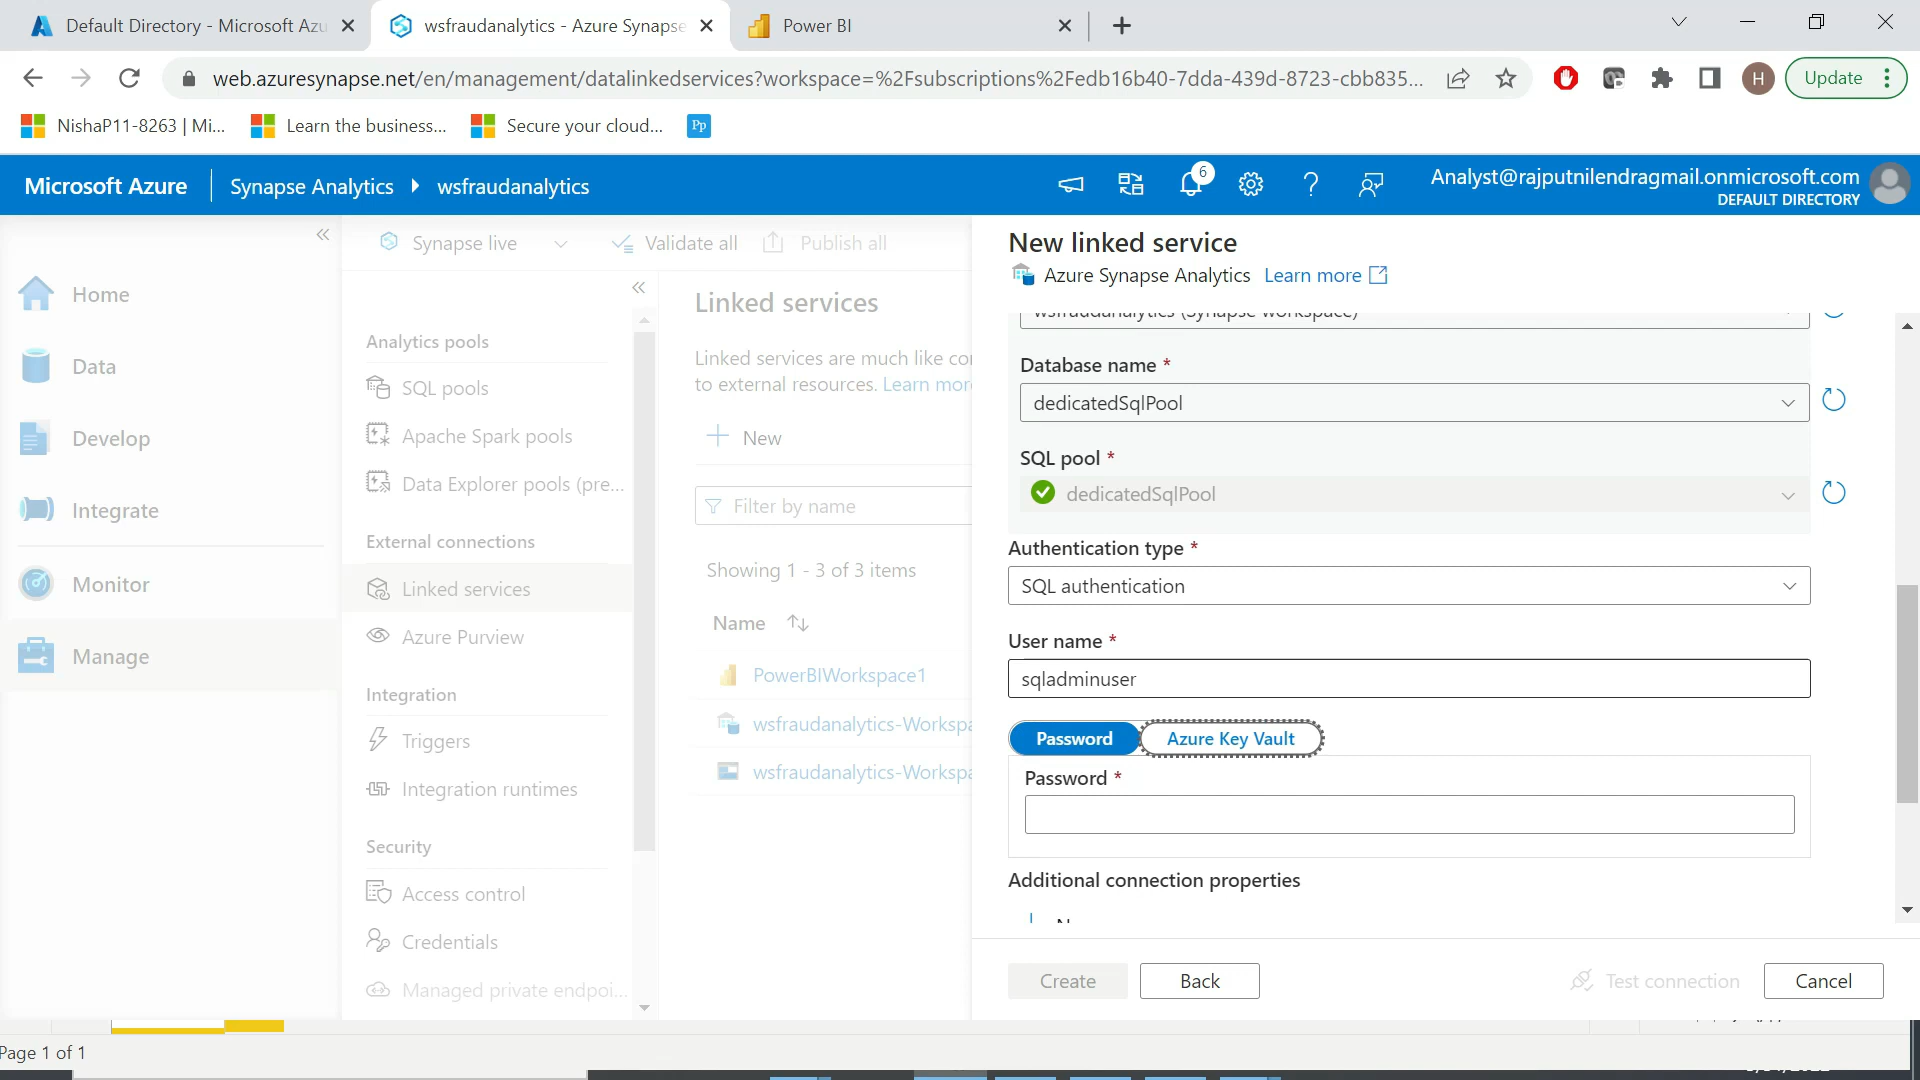 Default Directory - Microsoft Azu
wsfraudanalytics - Azure Synapse
Power BI
web.azuresynapse.net/en/management/datalinkedservices?workspace=%2Fsubscriptions%2Fedb16b40-7dda-439d-8723-cbb835...
H
Update
NishaP11-8263 | Mi...
Learn the business...
Secure your cloud...
Pp
Microsoft Azure
Synapse Analytics
wsfraudanalytics
6
Analyst@rajputnilendragmail.onmicrosoft.com
DEFAULT DIRECTORY
Home
Data
Develop
Integrate
Monitor
Manage
Synapse live
Validate all
Publish all
Analytics pools
SQL pools
Apache Spark pools
Data Explorer pools (pre...
External connections
Linked services
Azure Purview
Integration
Triggers
Integration runtimes
Security
Access control
Credentials
Managed private endpoi...
Linked services
Linked services are much like
to external resources. Learn more
New
Filter by name
Showing 1 - 3 of 3 items
Name
PowerBIWorkspace1
wsfraudanalytics-Workspa
wsfraudanalytics-Workspa
New linked service
Azure Synapse Analytics Learn more
wsfraudanalytics (Synapse workspace)
Database name *
dedicatedSqlPool
SQL pool *
dedicatedSqlPool
Authentication type *
SQL authentication
User name *
sqladminuser
Password
Azure Key Vault
Password *
Additional connection properties
Create
Back
Test connection
Cancel
Page 1 of 1